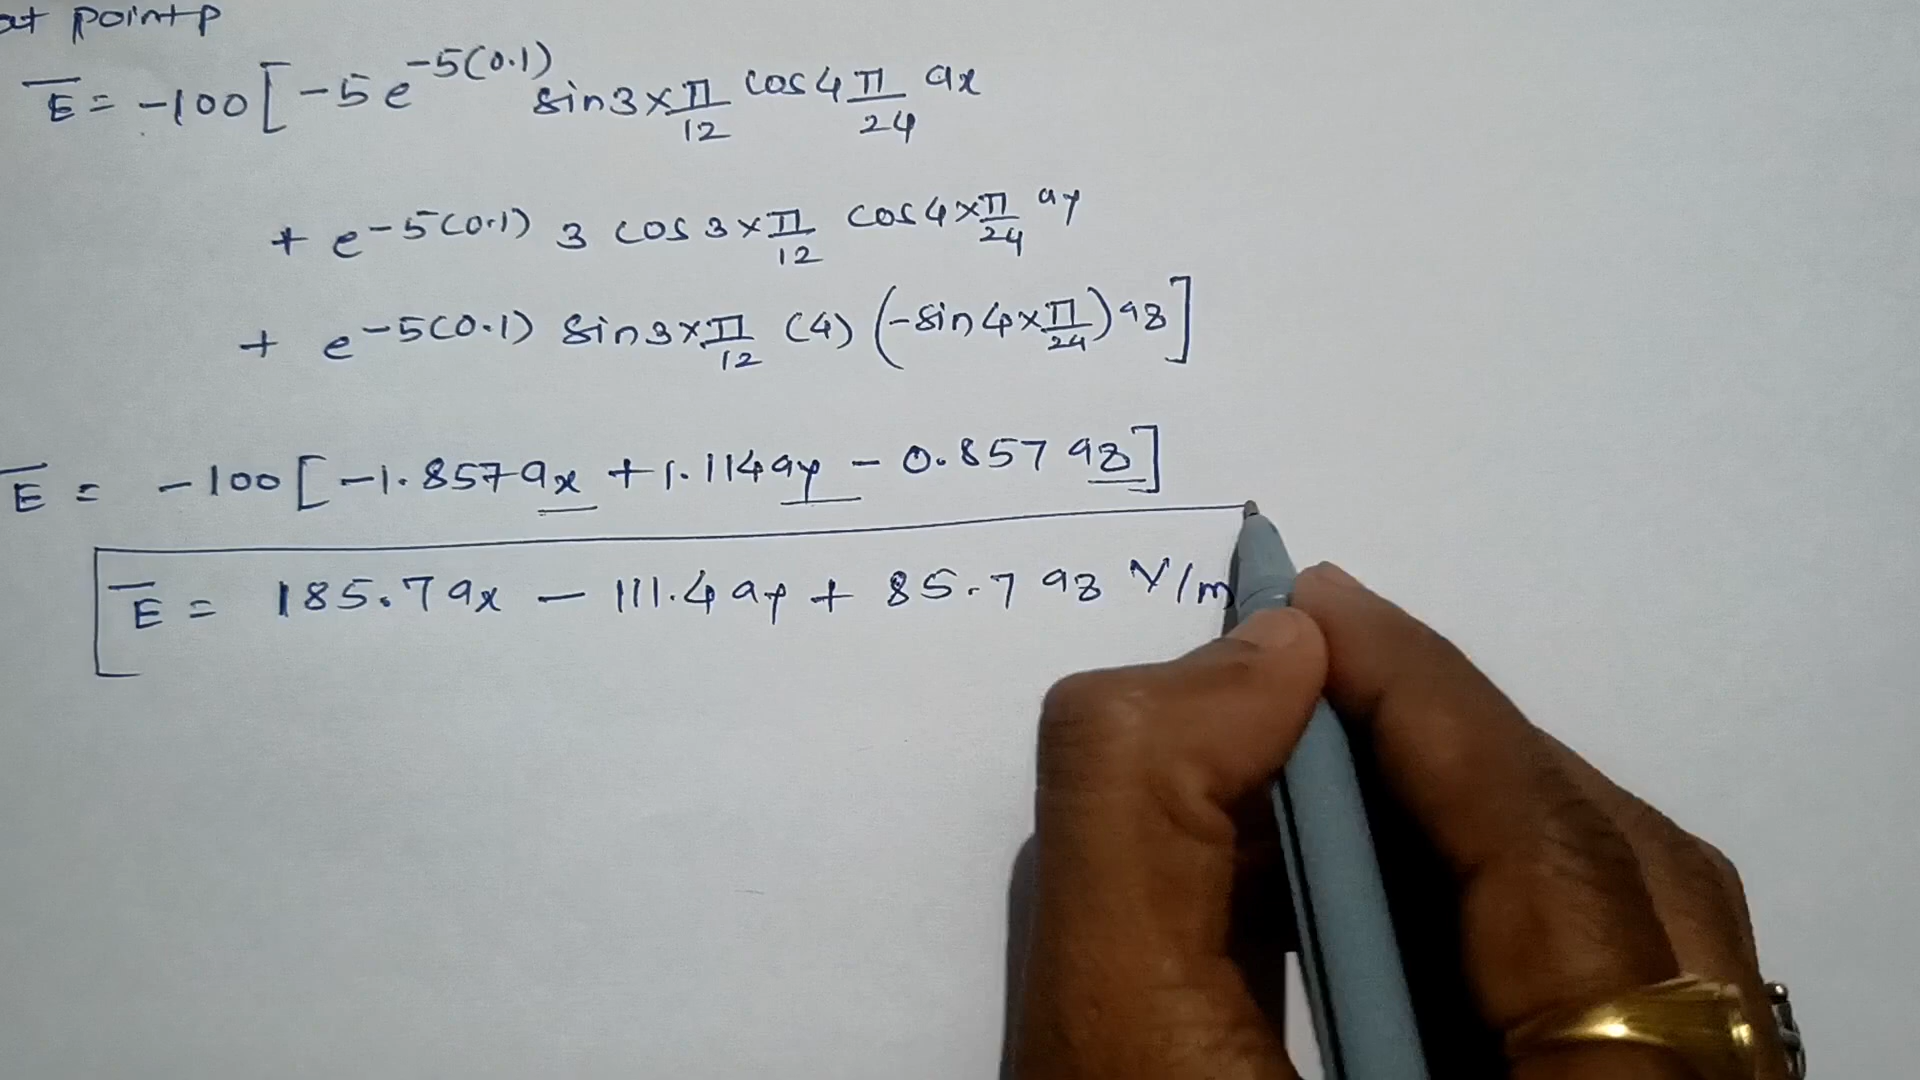 at point p
E̅ = -100 [ -5 e^-5(0.1) sin 3 × π/12 cos 4 π/24 ax
+ e^-5(0.1) 3 cos 3 × π/12 cos 4 × π/24 ay
+ e^-5(0.1) sin 3 × π/12 (4) (-sin 4 × π/24) az ]
E̅ = -100 [ -1.857 ax + 1.114 ay - 0.857 az ]
E̅ = 185.7 ax - 111.4 ay + 85.7 az V/m